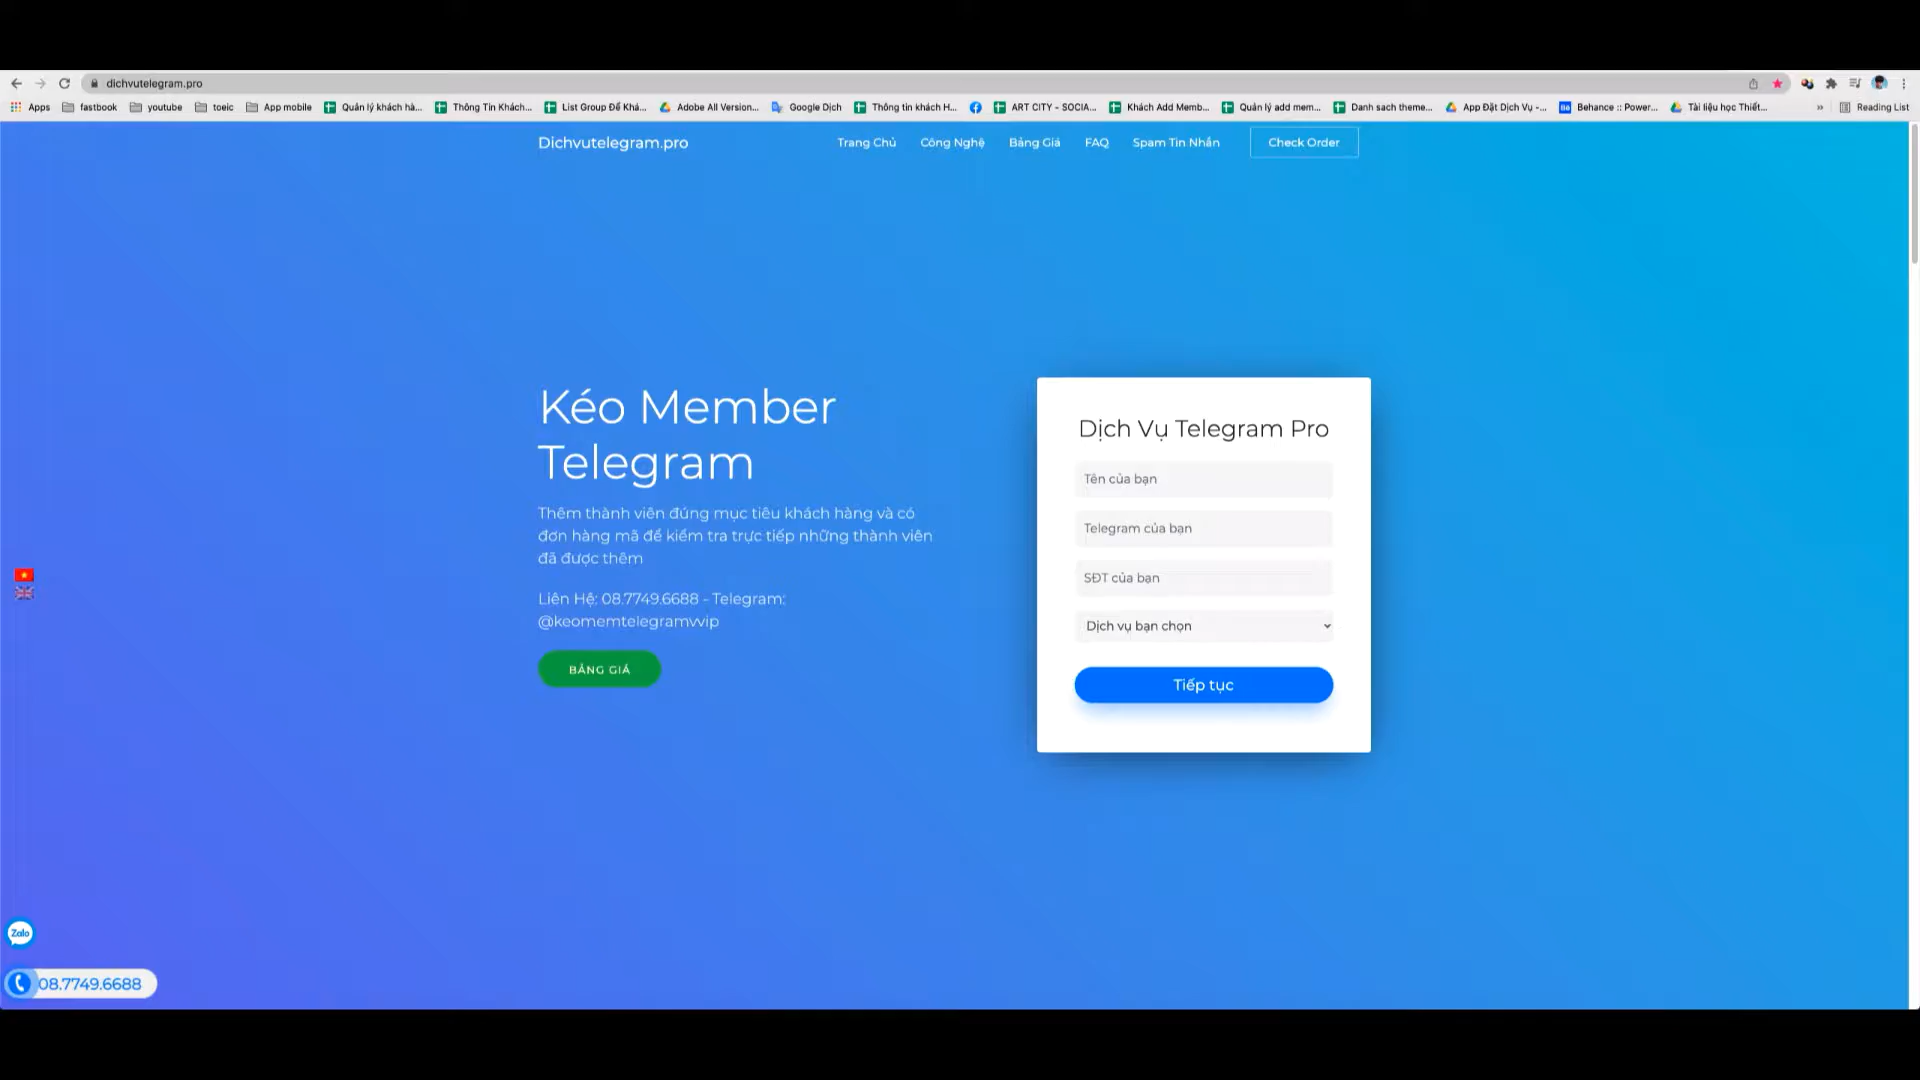 dichvutelegram.pro
Apps fastbook youtube toeic App mobile Quản lý khách hà... Thông Tin Khách... List Group Để Khá... Adobe All Version... Google Dịch Thông tin khách H... ART CITY - SOCIA... Khách Add Memb... Quản lý add mem... Danh sach theme... App Đặt Dịch Vụ -... Behance :: Power... Tài liệu học Thiết... » Reading List
Dichvutelegram.pro Trang Chủ Công Nghệ Bảng Giá FAQ Spam Tin Nhắn Check Order
Kéo Member
Telegram
Thêm thành viên đúng mục tiêu khách hàng và có
đơn hàng mã để kiểm tra trực tiếp những thành viên
đã được thêm
Liên Hệ: 08.7749.6688 - Telegram:
@keomemtelegramvvip
BẢNG GIÁ
Dịch Vụ Telegram Pro
Tên của bạn
Telegram của bạn
SĐT của bạn
Dịch vụ bạn chọn
Tiếp tục
Zalo
08.7749.6688